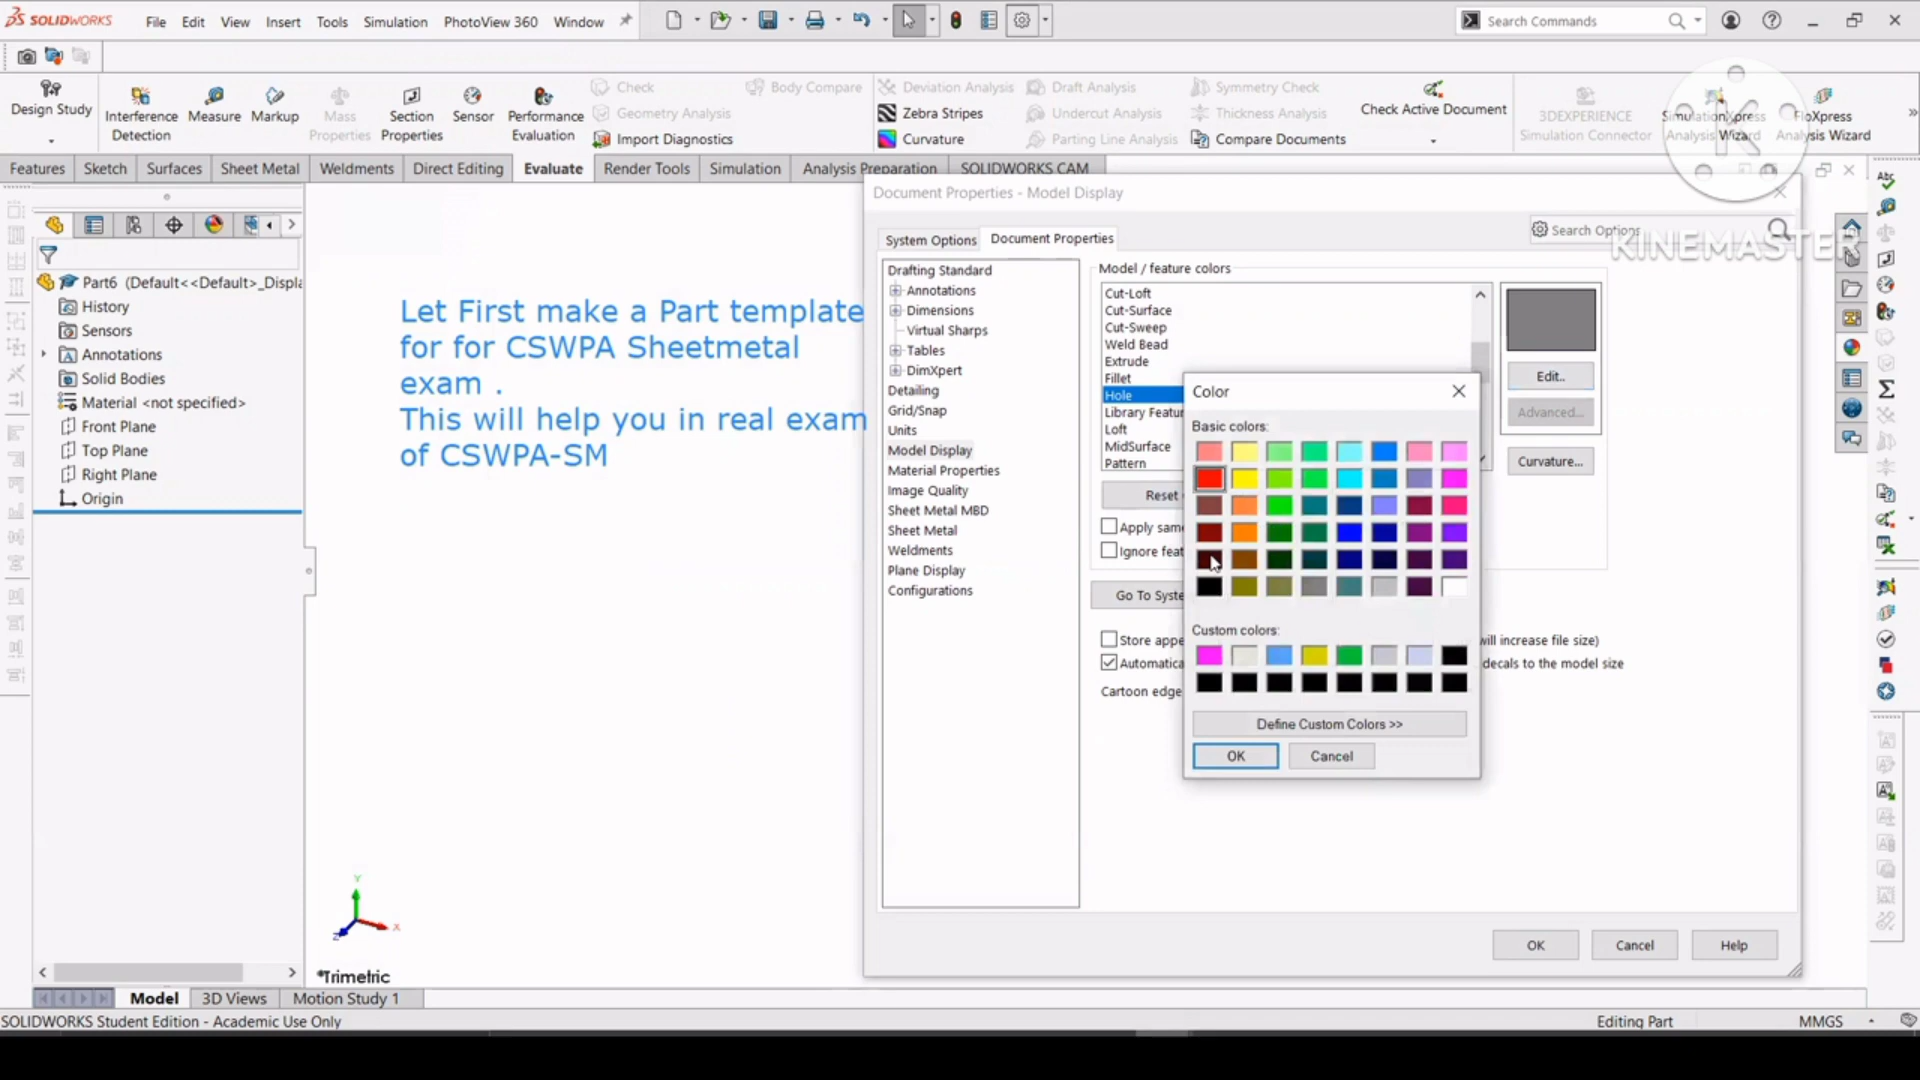 SOLIDWORKS File Edit View Insert Tools Simulation PhotoView 360 Window Search Commands
Design Study
Interference Detection
Measure
Markup
Mass Properties
Section Properties
Sensor
Performance Evaluation
Check
Geometry Analysis
Import Diagnostics
Body Compare
Deviation Analysis
Zebra Stripes
Curvature
Draft Analysis
Undercut Analysis
Parting Line Analysis
Symmetry Check
Thickness Analysis
Compare Documents
Check Active Document
3DEXPERIENCE
Simulation Connector
SimulationXpress
Analysis Wizard
FloXpress
Analysis Wizard
Features Sketch Surfaces Sheet Metal Weldments Direct Editing Evaluate Render Tools Simulation Analysis Preparation SOLIDWORKS CAM
KINEMASTER
Part6 (Default<<Default>_Displa
History
Sensors
Annotations
Solid Bodies
Material <not specified>
Front Plane
Top Plane
Right Plane
Origin
Let First make a Part template
for for CSWPA Sheetmetal
exam .
This will help you in real exam
of CSWPA-SM
Document Properties - Model Display
System Options Document Properties
Search Options
Drafting Standard
Annotations
Dimensions
Virtual Sharps
Tables
DimXpert
Detailing
Grid/Snap
Units
Model Display
Material Properties
Image Quality
Sheet Metal MBD
Sheet Metal
Weldments
Plane Display
Configurations
Model / feature colors
Cut-Loft
Cut-Surface
Cut-Sweep
Weld Bead
Extrude
Fillet
Hole
Library Featur
Loft
MidSurface
Pattern
Edit..
Advanced...
Curvature...
Reset
Apply same
Ignore feat
Go To Syste
Store appe
will increase file size)
Automatica
decals to the model size
Cartoon edge
Color
Basic colors:
Custom colors:
Define Custom Colors >>
OK Cancel
OK Cancel Help
Y
X
Z
*Trimetric
Model 3D Views Motion Study 1
SOLIDWORKS Student Edition - Academic Use Only
Editing Part MMGS